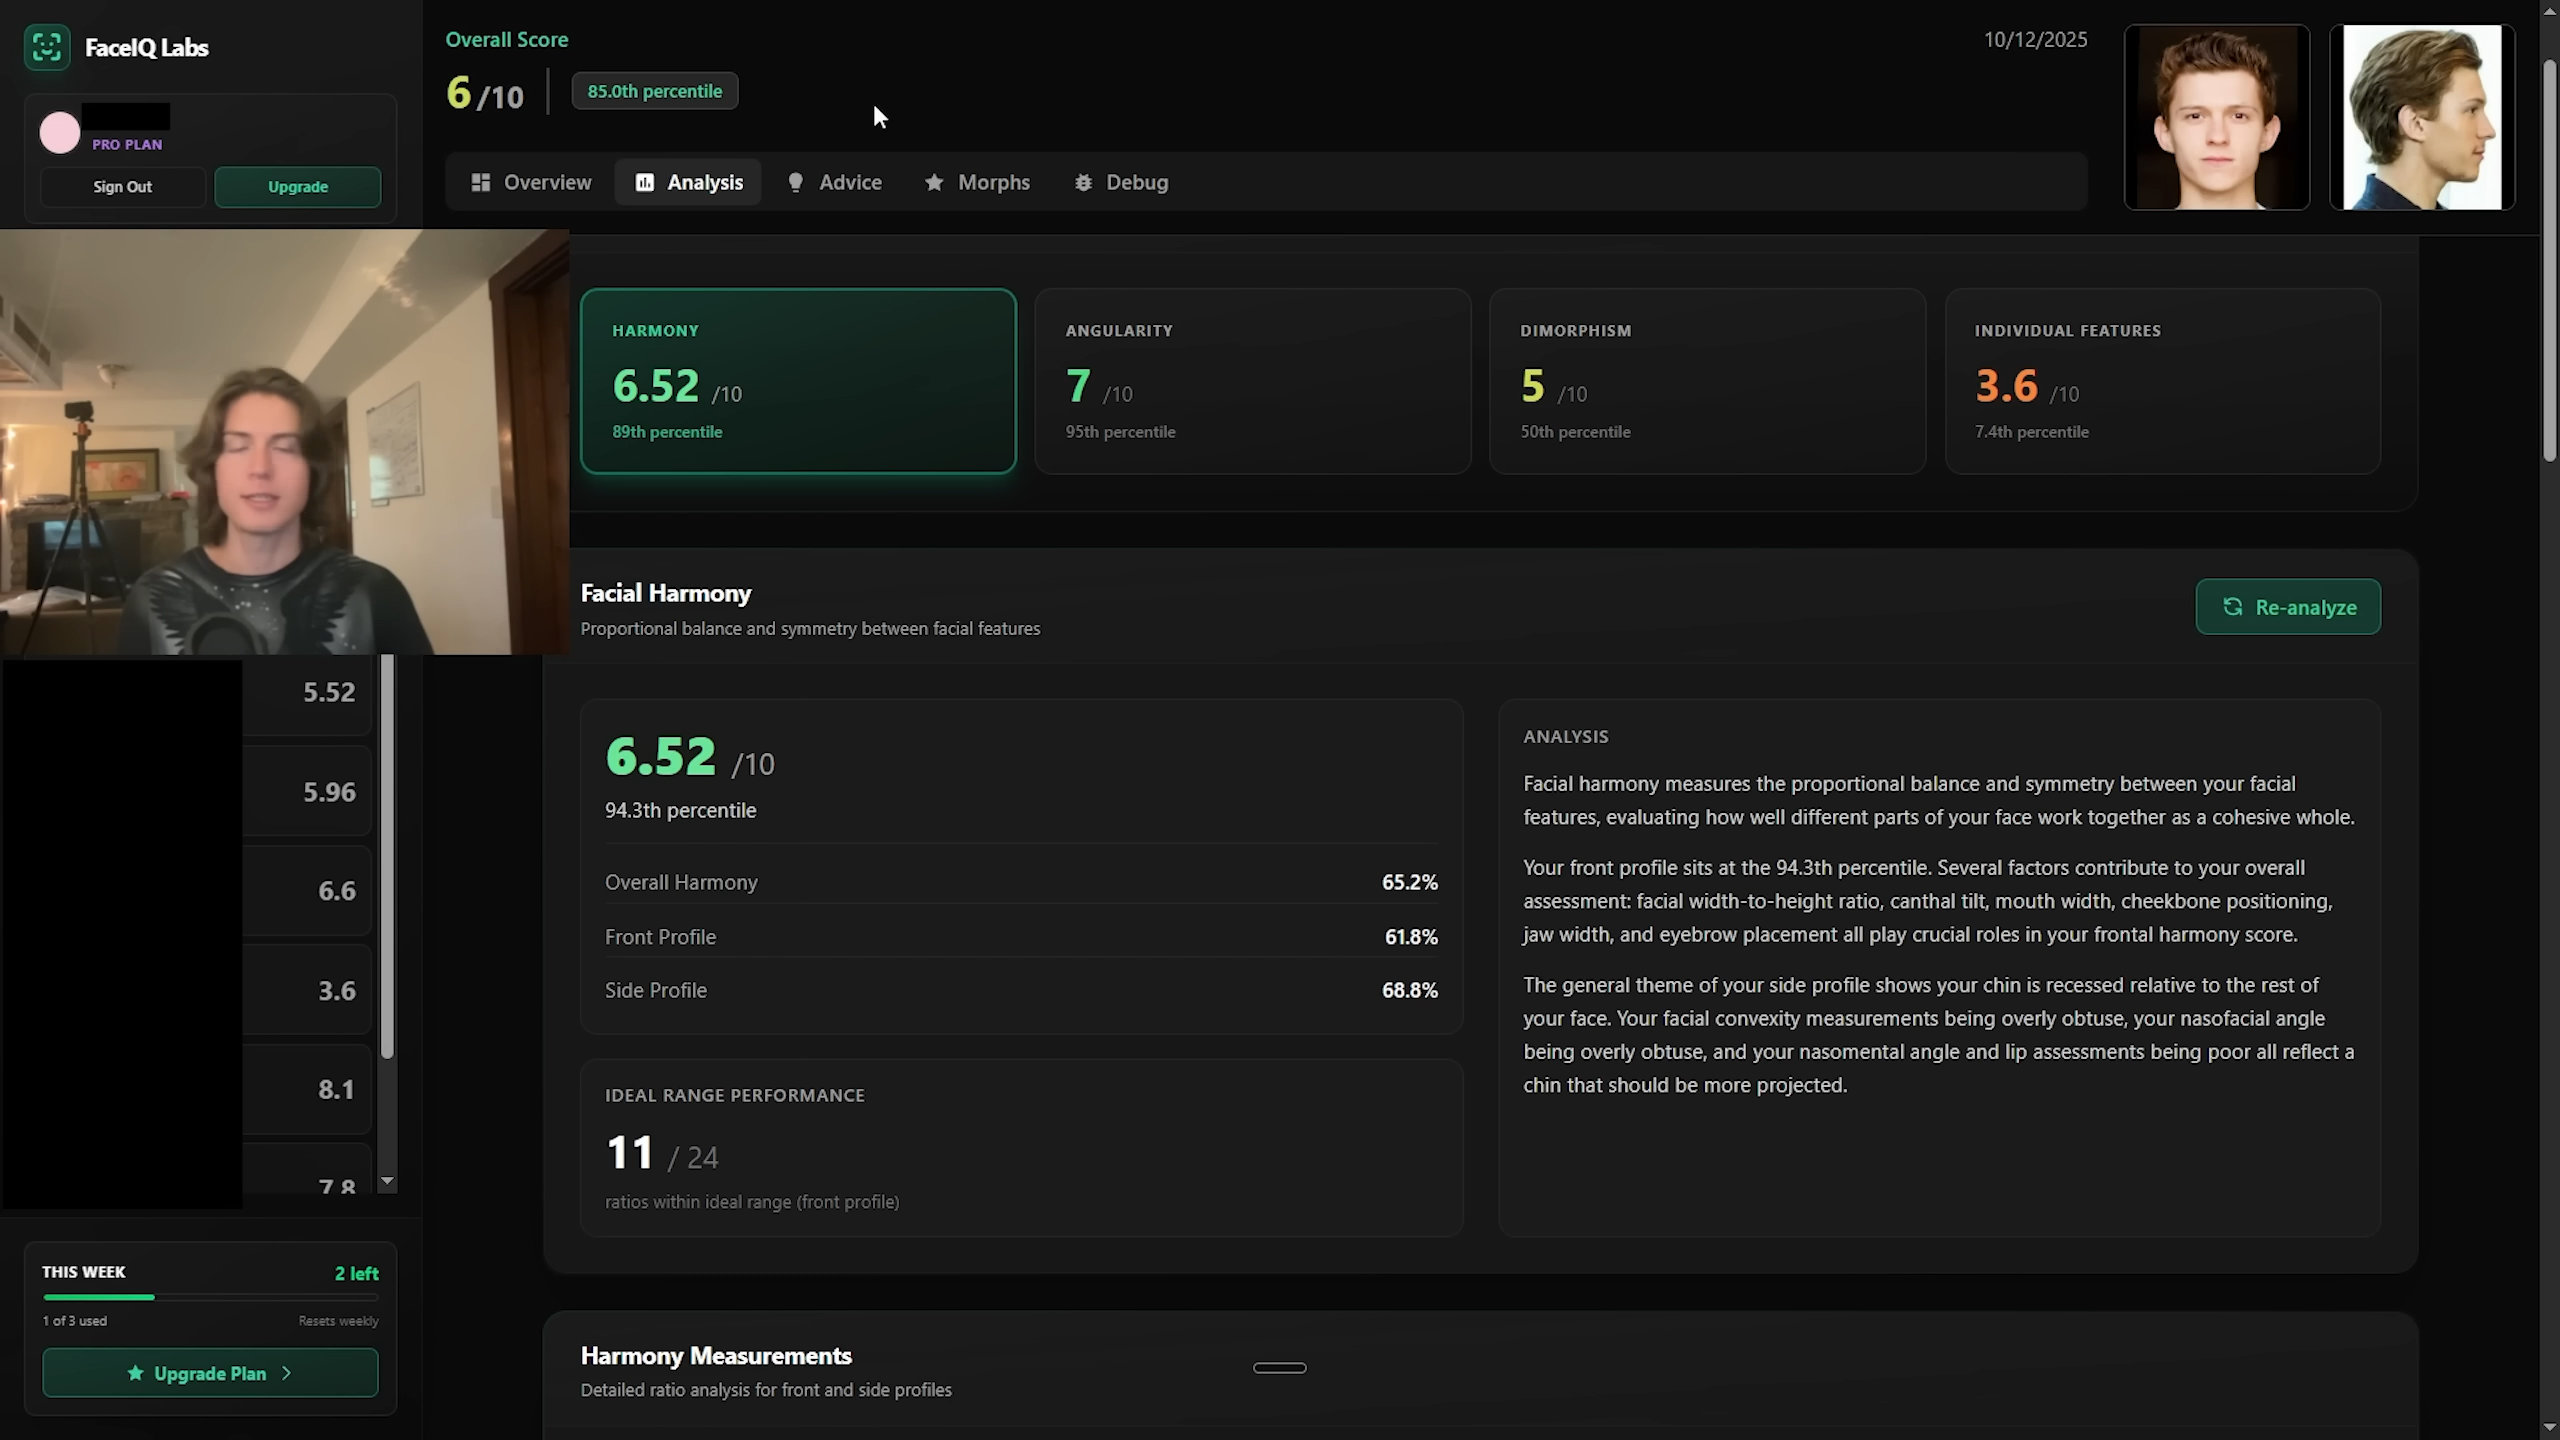 FaceIQ Labs
PRO PLAN
Sign Out
Upgrade
Overall Score
6/10
85.0th percentile
10/12/2025
Overview
Analysis
Advice
Morphs
Debug
HARMONY
6.52 /10
89th percentile
ANGULARITY
7 /10
95th percentile
DIMORPHISM
5 /10
50th percentile
INDIVIDUAL FEATURES
3.6 /10
7.4th percentile
Facial Harmony
Proportional balance and symmetry between facial features
Re-analyze
6.52 /10
94.3th percentile
Overall Harmony 65.2%
Front Profile 61.8%
Side Profile 68.8%
IDEAL RANGE PERFORMANCE
11 / 24
ratios within ideal range (front profile)
ANALYSIS
Facial harmony measures the proportional balance and symmetry between your facial
features, evaluating how well different parts of your face work together as a cohesive whole.
Your front profile sits at the 94.3th percentile. Several factors contribute to your overall
assessment: facial width-to-height ratio, canthal tilt, mouth width, cheekbone positioning,
jaw width, and eyebrow placement all play crucial roles in your frontal harmony score.
The general theme of your side profile shows your chin is recessed relative to the rest of
your face. Your facial convexity measurements being overly obtuse, your nasofacial angle
being overly obtuse, and your nasomental angle and lip assessments being poor all reflect a
chin that should be more projected.
5.52
5.96
6.6
3.6
8.1
7.8
THIS WEEK
2 left
1 of 3 used
Resets weekly
Upgrade Plan
Harmony Measurements
Detailed ratio analysis for front and side profiles